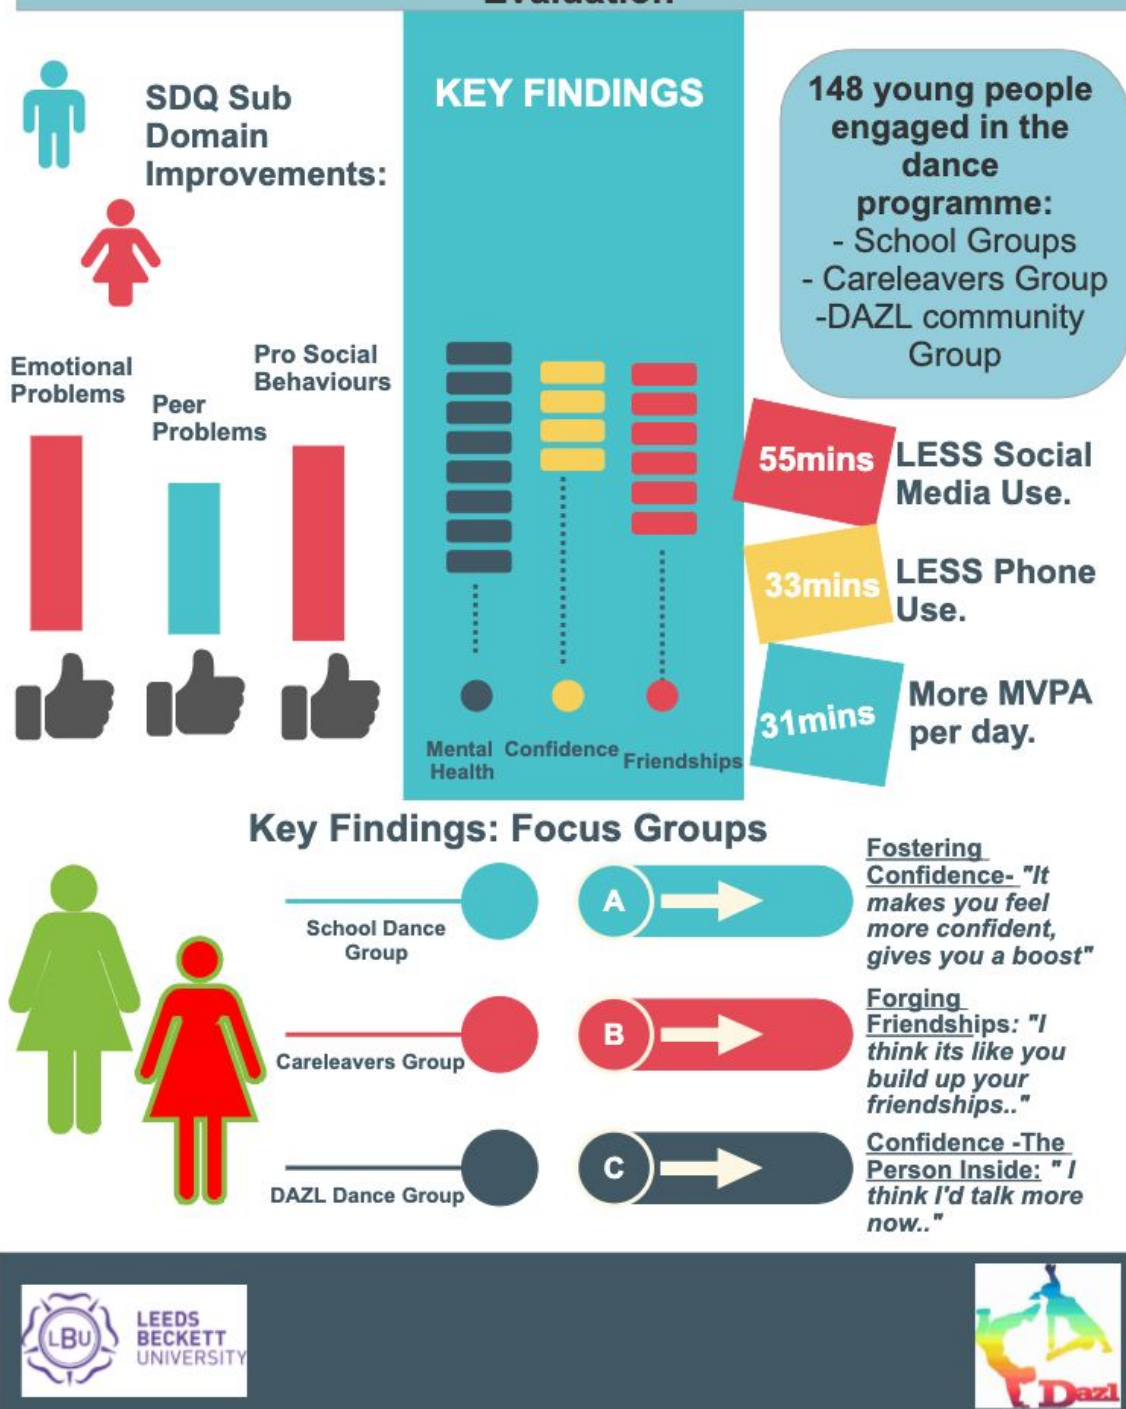 Evaluation
SDQ Sub
Domain
Improvements:
Emotional
Problems
Peer
Problems
Pro Social
Behaviours
KEY FINDINGS
Mental
Health
Confidence
Friendships
148 young people
engaged in the
dance
programme:
- School Groups
- Careleavers Group
-DAZL community
Group
55mins
LESS Social
Media Use.
33mins
LESS Phone
Use.
31mins
More MVPA
per day.
Key Findings: Focus Groups
School Dance
Group
A
Fostering
Confidence- "It
makes you feel
more confident,
gives you a boost"
Careleavers Group
B
Forging
Friendships: "I
think its like you
build up your
friendships.."
DAZL Dance Group
C
Confidence -The
Person Inside: " I
think I'd talk more
now.."
LBU
LEEDS
BECKETT
UNIVERSITY
Dazl